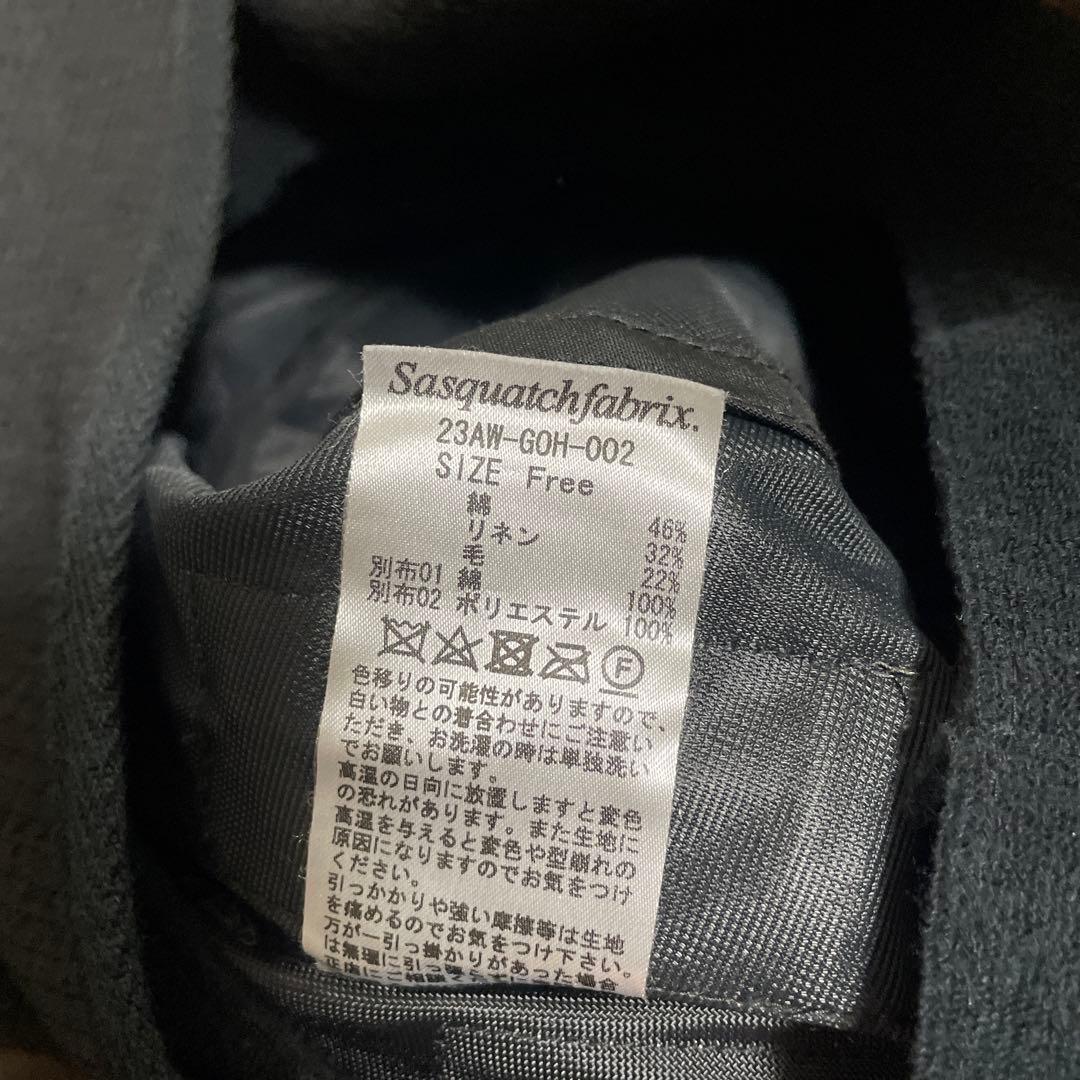 Sasquatchfabrix.
23AW-GOH-002
SIZE Free
綿 46%
リネン 32%
毛 22%
別布01 綿 100%
別布02 ポリエステル 100%
F
色移りの可能性がありますので、
白い物との着合わせにご注意い
ただき、お洗濯の時は単独洗い
でお願いします。
高温の日向に放置しますと変色
の恐れがあります。また生地に
高温を与えると変色や型崩れの
原因になりますのでお気をつけ
ください。
引っかかりや強い摩擦等は生地
を痛めるのでお気をつけ下さい。
万が一引っ掛かりがあった場合
は無理に引っ